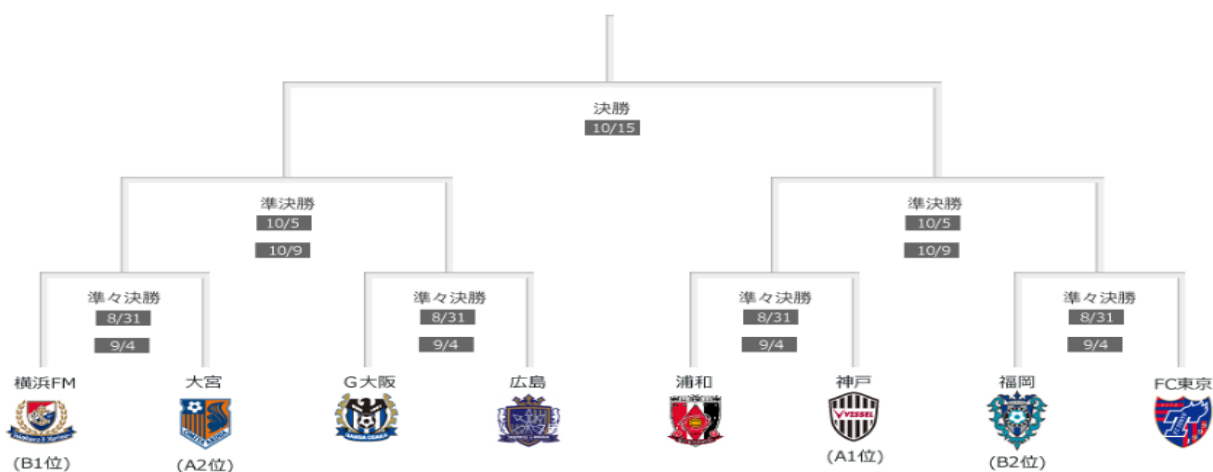 決勝
10/15
準決勝
10/5
10/9
準決勝
10/5
10/9
準々決勝
8/31
9/4
準々決勝
8/31
9/4
準々決勝
8/31
9/4
準々決勝
8/31
9/4
横浜FM
大宮
G大阪
広島
浦和
神戸
福岡
FC東京
VISSEL
(B1位)
(A2位)
(A1位)
(B2位)